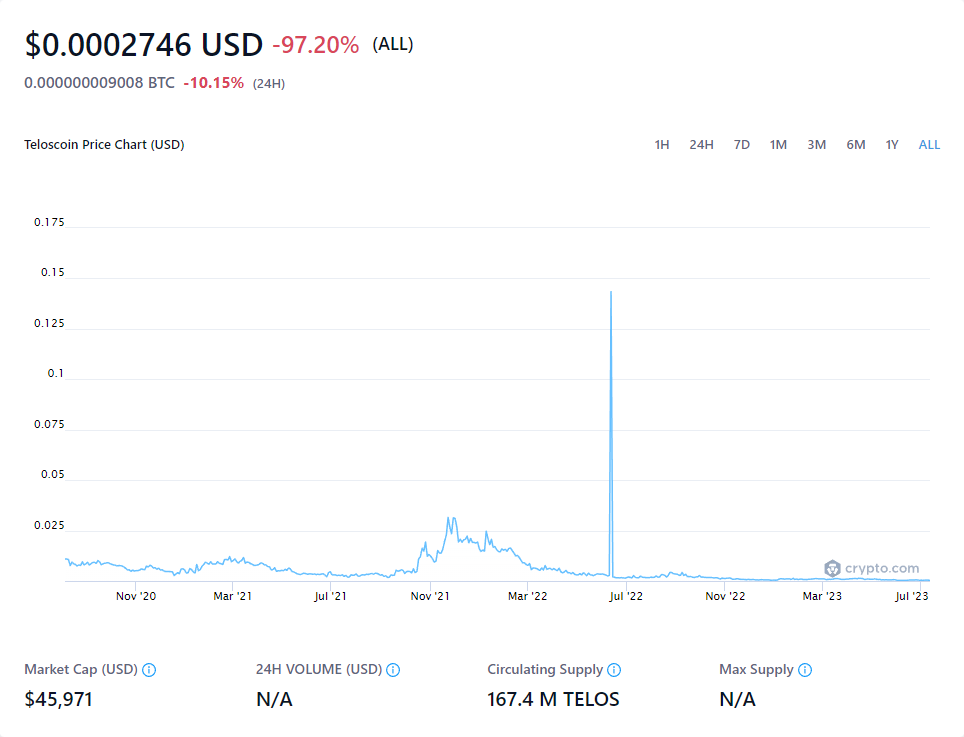 $0.0002746 USD -97.20% (ALL)
0.000000009008 BTC -10.15% (24H)
Teloscoin Price Chart (USD) 1H 24H 7D 1M 3M 6M 1Y ALL
0.175
0.15
0.125
0.1
0.075
0.05
0.025
crypto.com
Nov '20 Mar '21 Jul '21 Nov '21 Mar '22 Jul '22 Nov '22 Mar '23 Jul '23
Market Cap (USD) 24H VOLUME (USD) Circulating Supply Max Supply
$45,971 N/A 167.4 M TELOS N/A